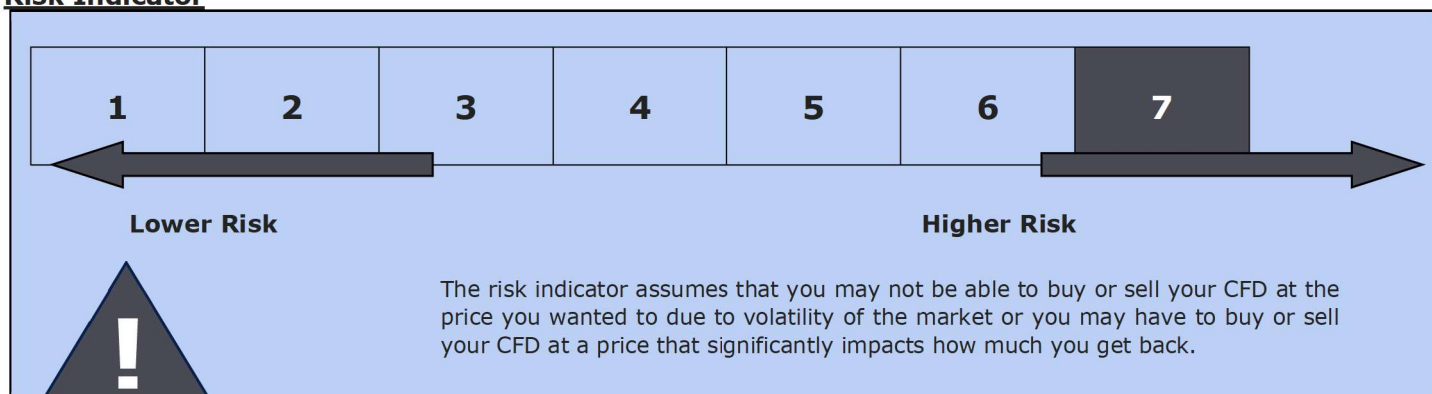 Risk Indicator
1 2 3 4 5 6 7
Lower Risk Higher Risk
The risk indicator assumes that you may not be able to buy or sell your CFD at the
price you wanted to due to volatility of the market or you may have to buy or sell
your CFD at a price that significantly impacts how much you get back.
!